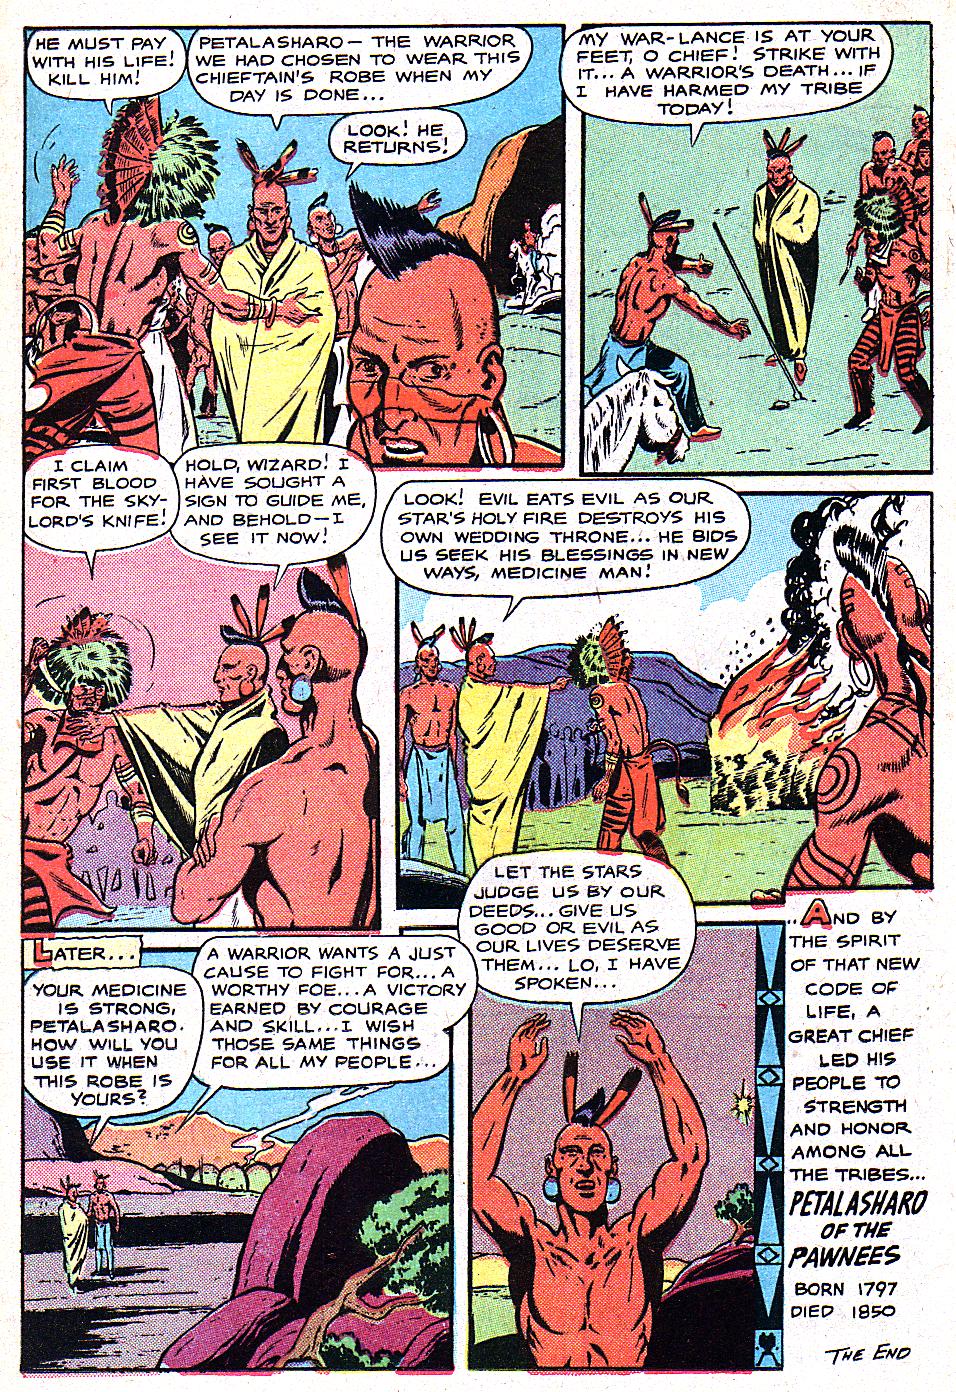 HE MUST PAY
WITH HIS LIFE!
KILL HIM!
PETALASHARO — THE WARRIOR
WE HAD CHOSEN TO WEAR THIS
CHIEFTAIN'S ROBE WHEN MY
DAY IS DONE...
LOOK! HE
RETURNS!
MY WAR-LANCE IS AT YOUR
FEET, O CHIEF! STRIKE WITH
IT... A WARRIOR'S DEATH... IF
I HAVE HARMED MY TRIBE
TODAY!
I CLAIM
FIRST BLOOD
FOR THE SKY-
LORD'S KNIFE!
HOLD, WIZARD! I
HAVE SOUGHT A
SIGN TO GUIDE ME,
AND BEHOLD — I
SEE IT NOW!
LOOK! EVIL EATS EVIL AS OUR
STAR'S HOLY FIRE DESTROYS HIS
OWN WEDDING THRONE... HE BIDS
US SEEK HIS BLESSINGS IN NEW
WAYS, MEDICINE MAN!
LATER...
YOUR MEDICINE
IS STRONG,
PETALASHARO.
HOW WILL YOU
USE IT WHEN
THIS ROBE IS
YOURS?
A WARRIOR WANTS A JUST
CAUSE TO FIGHT FOR... A
WORTHY FOE... A VICTORY
EARNED BY COURAGE
AND SKILL... I WISH
THOSE SAME THINGS
FOR ALL MY PEOPLE...
LET THE STARS
JUDGE US BY OUR
DEEDS... GIVE US
GOOD OR EVIL AS
OUR LIVES DESERVE
THEM... LO, I HAVE
SPOKEN...
..AND BY
THE SPIRIT
OF THAT NEW
CODE OF
LIFE, A
GREAT CHIEF
LED HIS
PEOPLE TO
STRENGTH
AND HONOR
AMONG ALL
THE TRIBES...
PETALASHARO
OF THE
PAWNEES
BORN 1797
DIED 1850
THE END